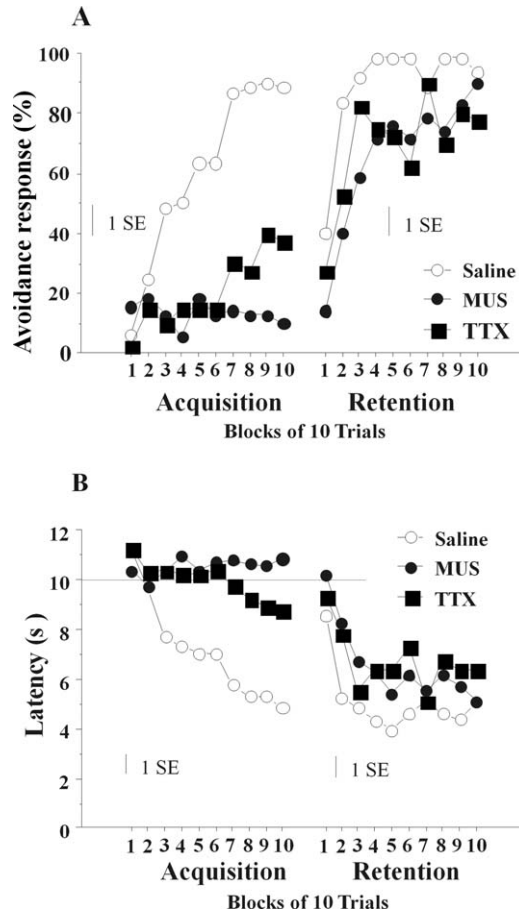 A
Avoidance response (%)
100
80
60
40
20
0
1 SE
1 SE
Saline
MUS
TTX
1 2 3 4 5 6 7 8 9 10 1 2 3 4 5 6 7 8 9 10
Acquisition Retention
Blocks of 10 Trials
B
Latency (s )
12
10
8
6
4
2
0
Saline
MUS
TTX
1 SE
1 SE
1 2 3 4 5 6 7 8 9 10 1 2 3 4 5 6 7 8 9 10
Acquisition Retention
Blocks of 10 Trials